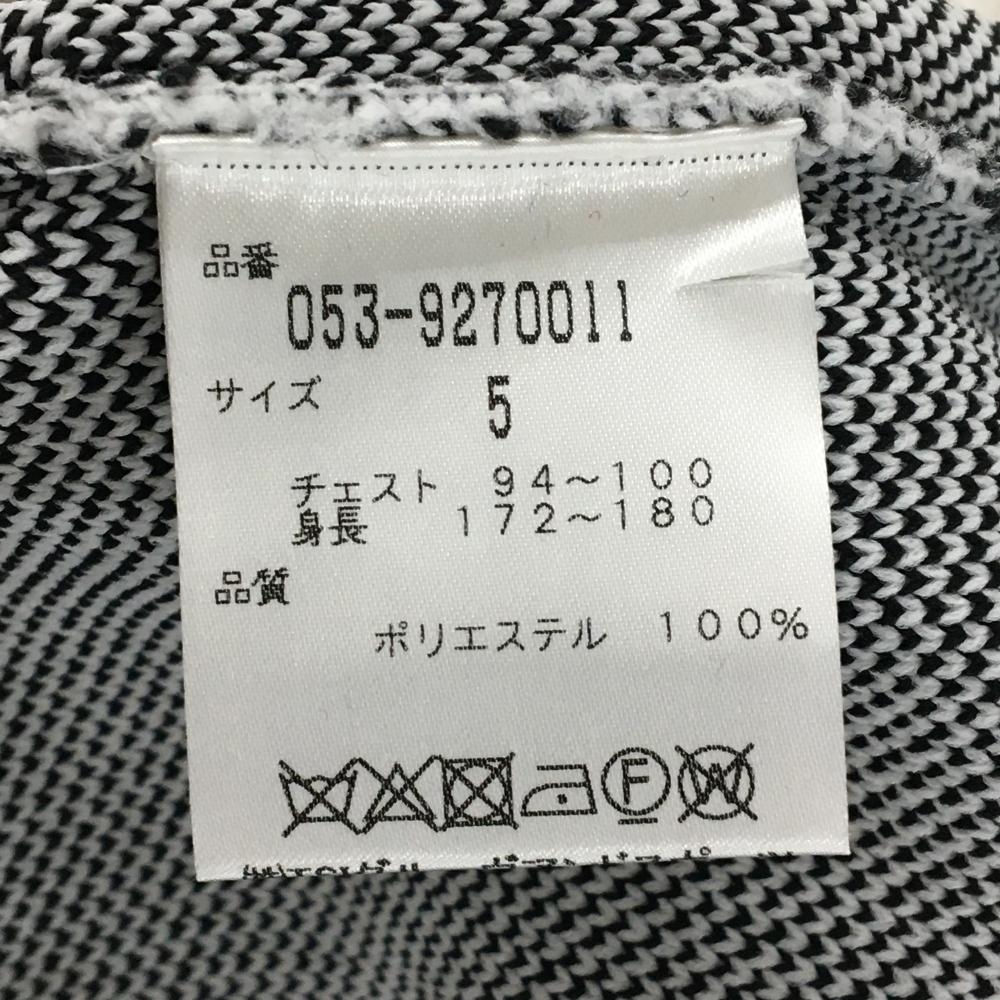 品番
053-9270011
サイズ 5
チェスト 94～100
身長 172～180
品質
ポリエステル 100%
F W